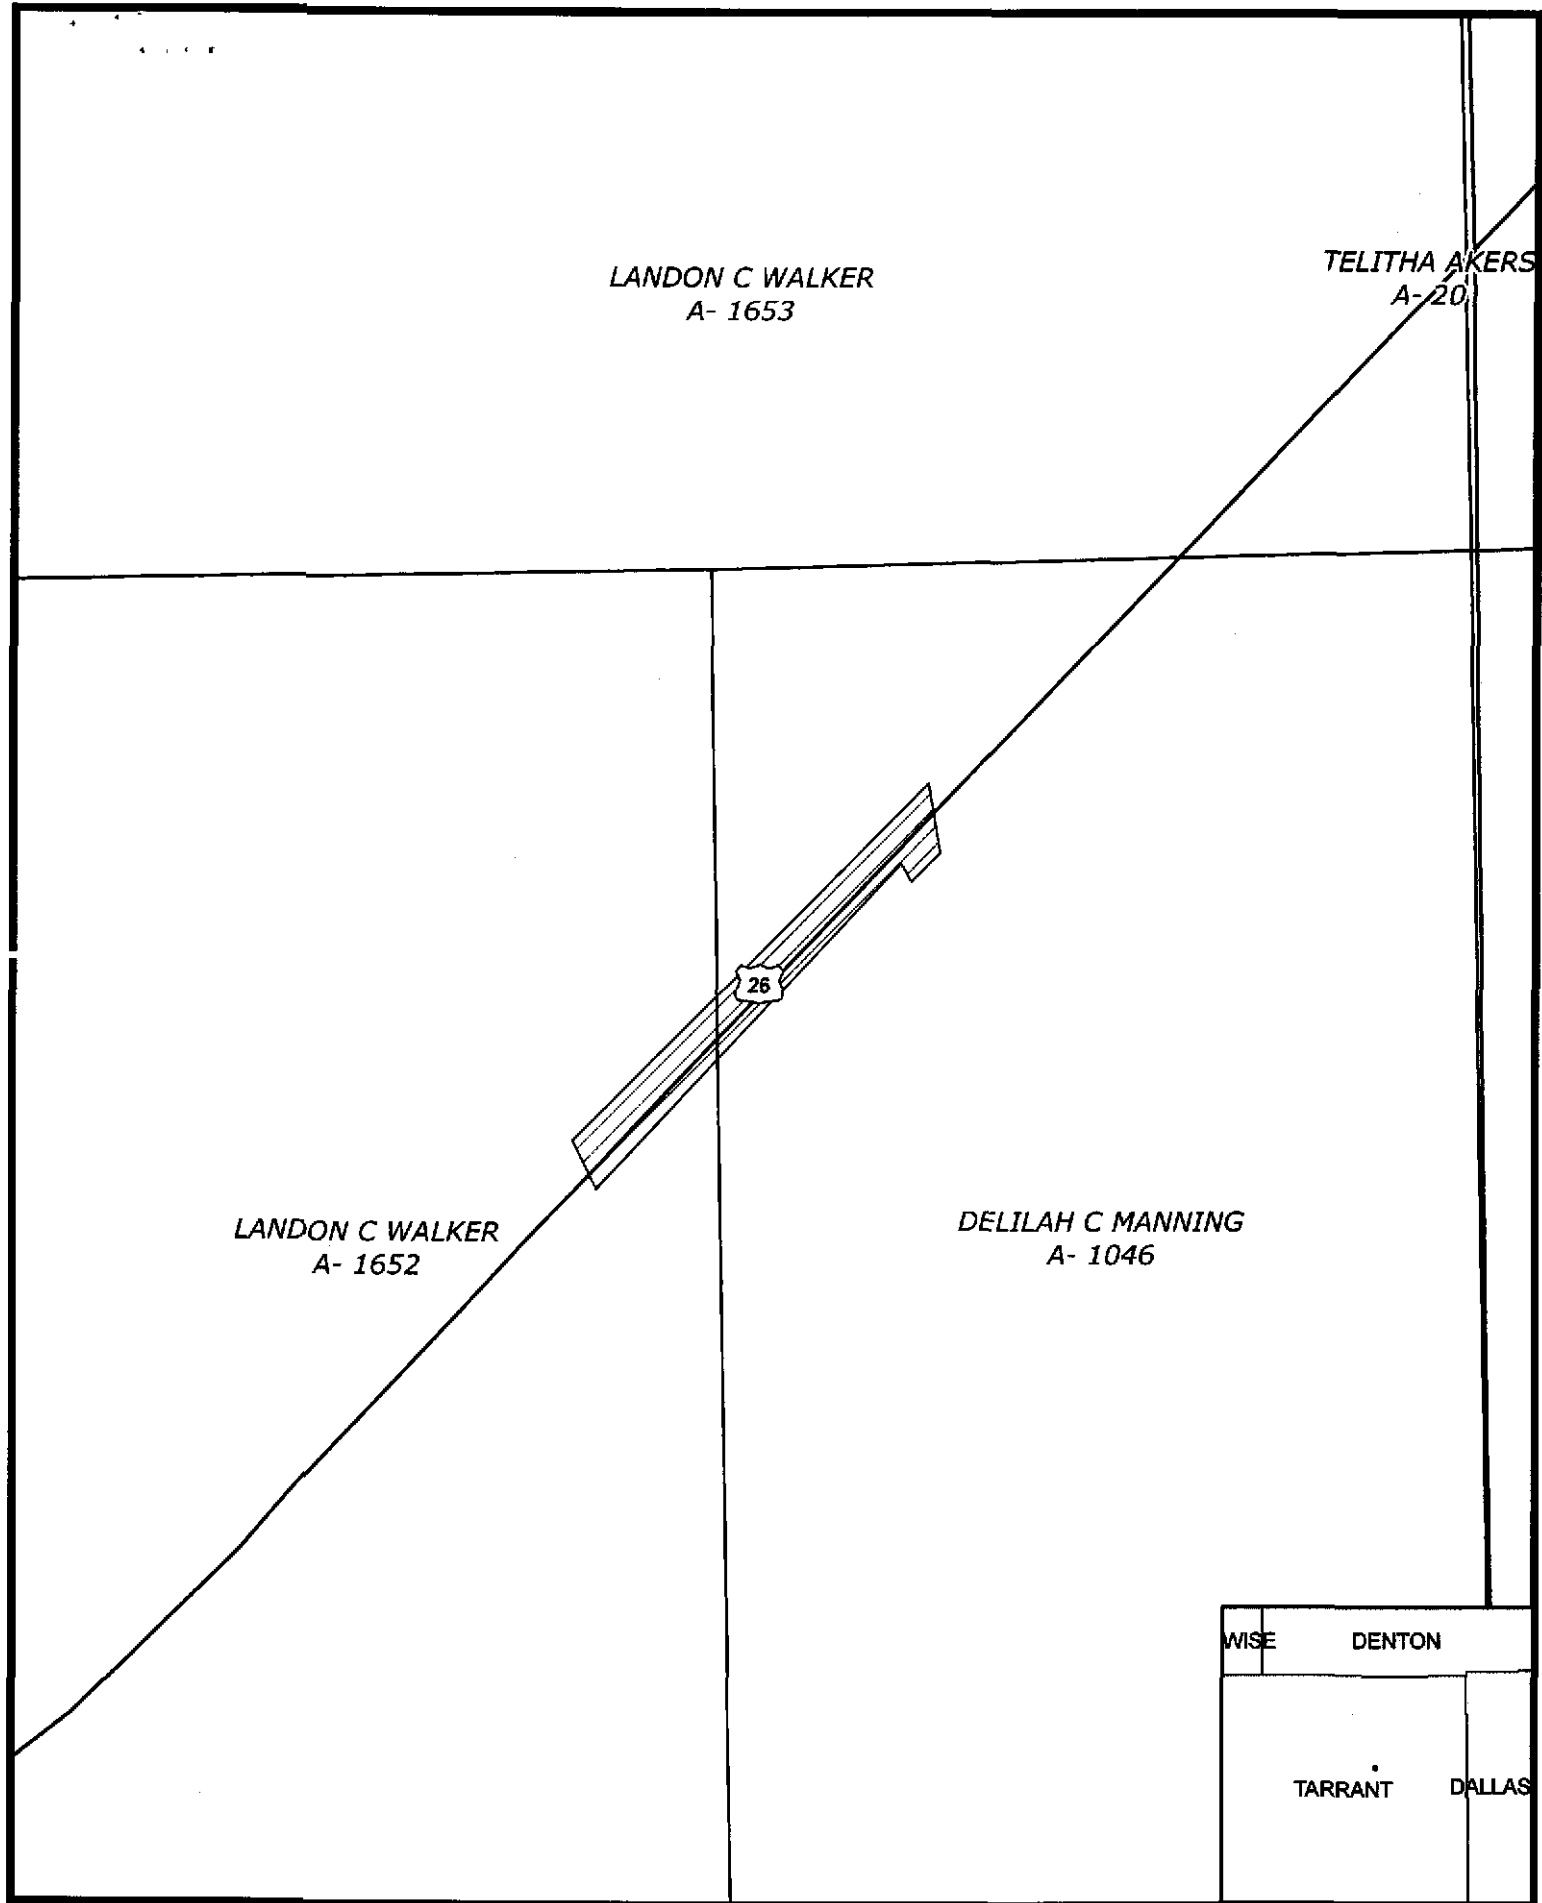 LANDON C WALKER
A- 1653
TELITHA AKERS
A- 20
26
LANDON C WALKER
A- 1652
DELILAH C MANNING
A- 1046
WISE
DENTON
TARRANT
DALLAS